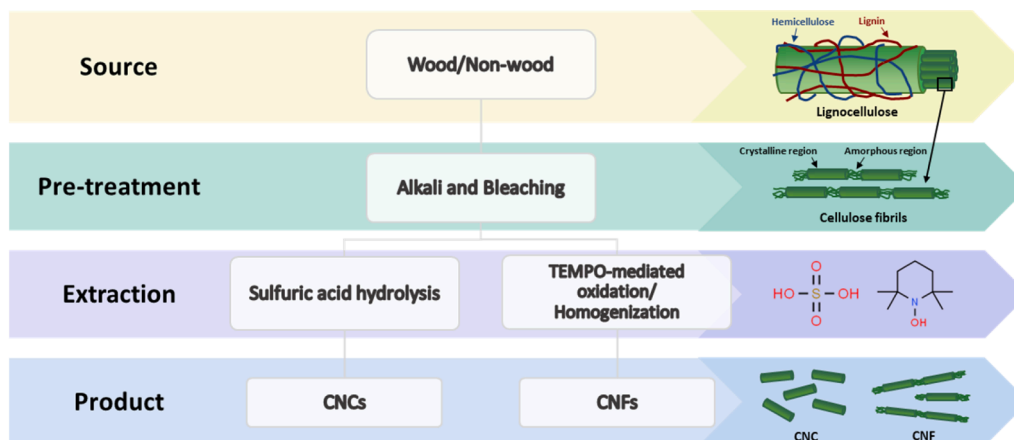 Source
Wood/Non-wood
Hemicellulose
Lignin
Lignocellulose
Pre-treatment
Alkali and Bleaching
Crystalline region
Amorphous region
Cellulose fibrils
Extraction
Sulfuric acid hydrolysis
TEMPO-mediated
oxidation/
Homogenization
O
HO
S
OH
O
N
OH
Product
CNCs
CNFs
CNC
CNF